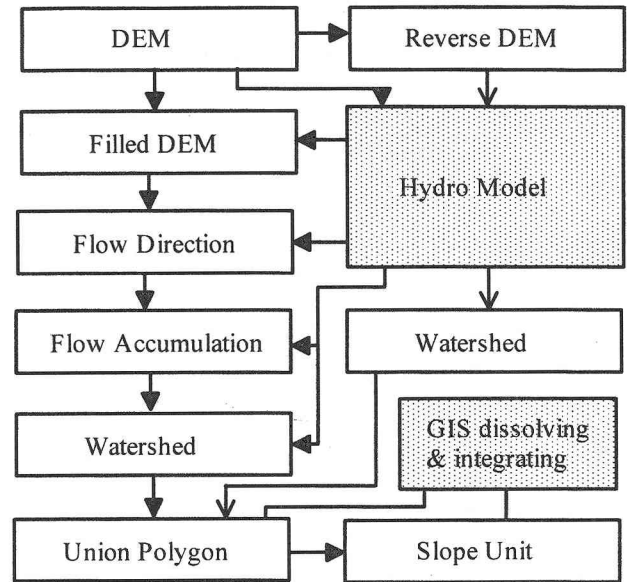 DEM
Reverse DEM
Filled DEM
Hydro Model
Flow Direction
Flow Accumulation
Watershed
Watershed
GIS dissolving
& integrating
Union Polygon
Slope Unit